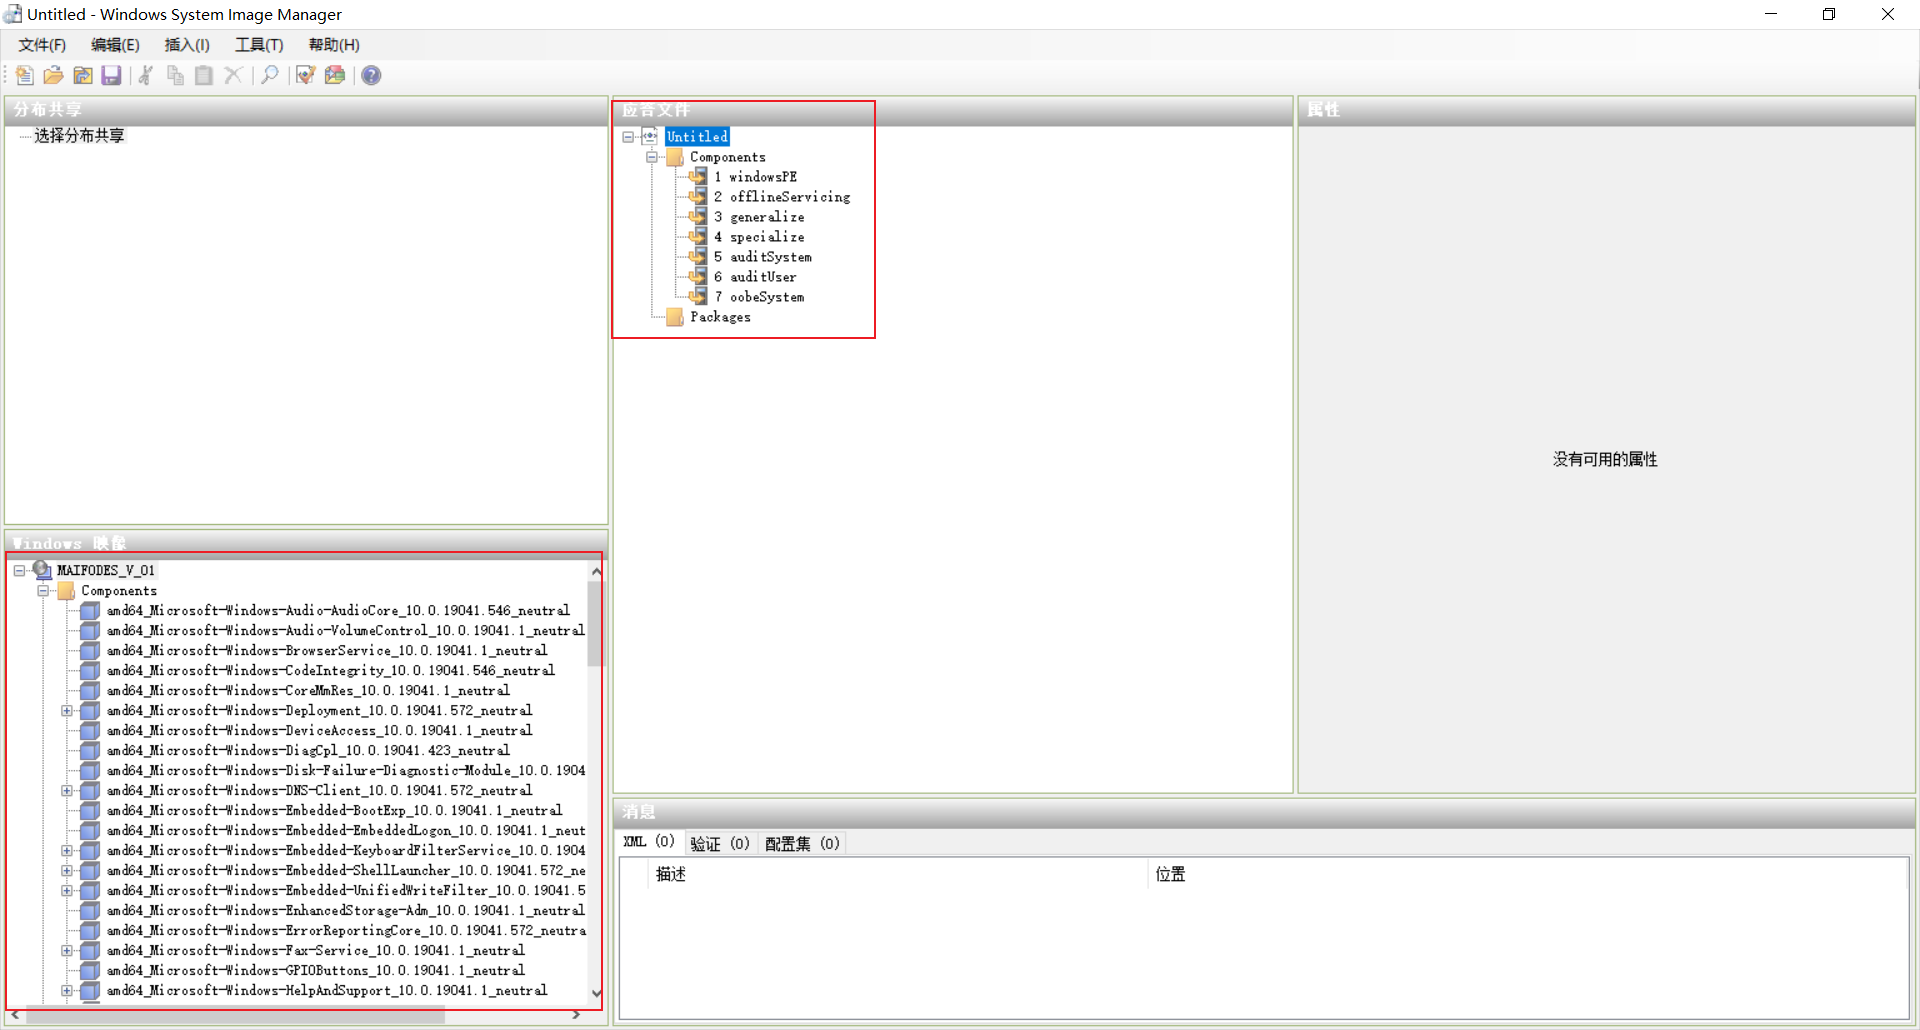 Untitled - Windows System Image Manager
文件(F) 编辑(E) 插入(I) 工具(T) 帮助(H)
分布共享
选择分布共享
Windows 映像
MAIFODES_V_01
Components
amd64_Microsoft-Windows-Audio-AudioCore_10.0.19041.546_neutral
amd64_Microsoft-Windows-Audio-VolumeControl_10.0.19041.1_neutral
amd64_Microsoft-Windows-BrowserService_10.0.19041.1_neutral
amd64_Microsoft-Windows-CodeIntegrity_10.0.19041.546_neutral
amd64_Microsoft-Windows-CoreMmRes_10.0.19041.1_neutral
amd64_Microsoft-Windows-Deployment_10.0.19041.572_neutral
amd64_Microsoft-Windows-DeviceAccess_10.0.19041.1_neutral
amd64_Microsoft-Windows-DiagCpl_10.0.19041.423_neutral
amd64_Microsoft-Windows-Disk-Failure-Diagnostic-Module_10.0.1904
amd64_Microsoft-Windows-DNS-Client_10.0.19041.572_neutral
amd64_Microsoft-Windows-Embedded-BootExp_10.0.19041.1_neutral
amd64_Microsoft-Windows-Embedded-EmbeddedLogon_10.0.19041.1_neut
amd64_Microsoft-Windows-Embedded-KeyboardFilterService_10.0.1904
amd64_Microsoft-Windows-Embedded-ShellLauncher_10.0.19041.572_ne
amd64_Microsoft-Windows-Embedded-UnifiedWriteFilter_10.0.19041.5
amd64_Microsoft-Windows-EnhancedStorage-Adm_10.0.19041.1_neutral
amd64_Microsoft-Windows-ErrorReportingCore_10.0.19041.572_neutra
amd64_Microsoft-Windows-Fax-Service_10.0.19041.1_neutral
amd64_Microsoft-Windows-GPIOButtons_10.0.19041.1_neutral
amd64_Microsoft-Windows-HelpAndSupport_10.0.19041.1_neutral
应答文件
Untitled
Components
1 windowsPE
2 offlineServicing
3 generalize
4 specialize
5 auditSystem
6 auditUser
7 oobeSystem
Packages
属性
没有可用的属性
消息
XML (0) 验证 (0) 配置集 (0)
描述 位置